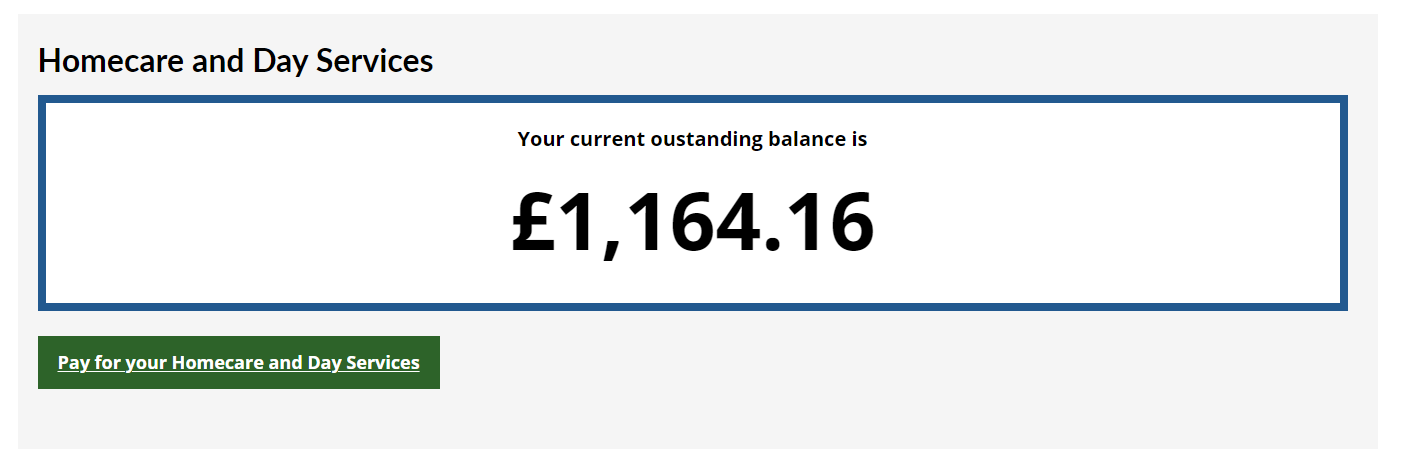 Homecare and Day Services
Your current oustanding balance is
£1,164.16
Pay for your Homecare and Day Services